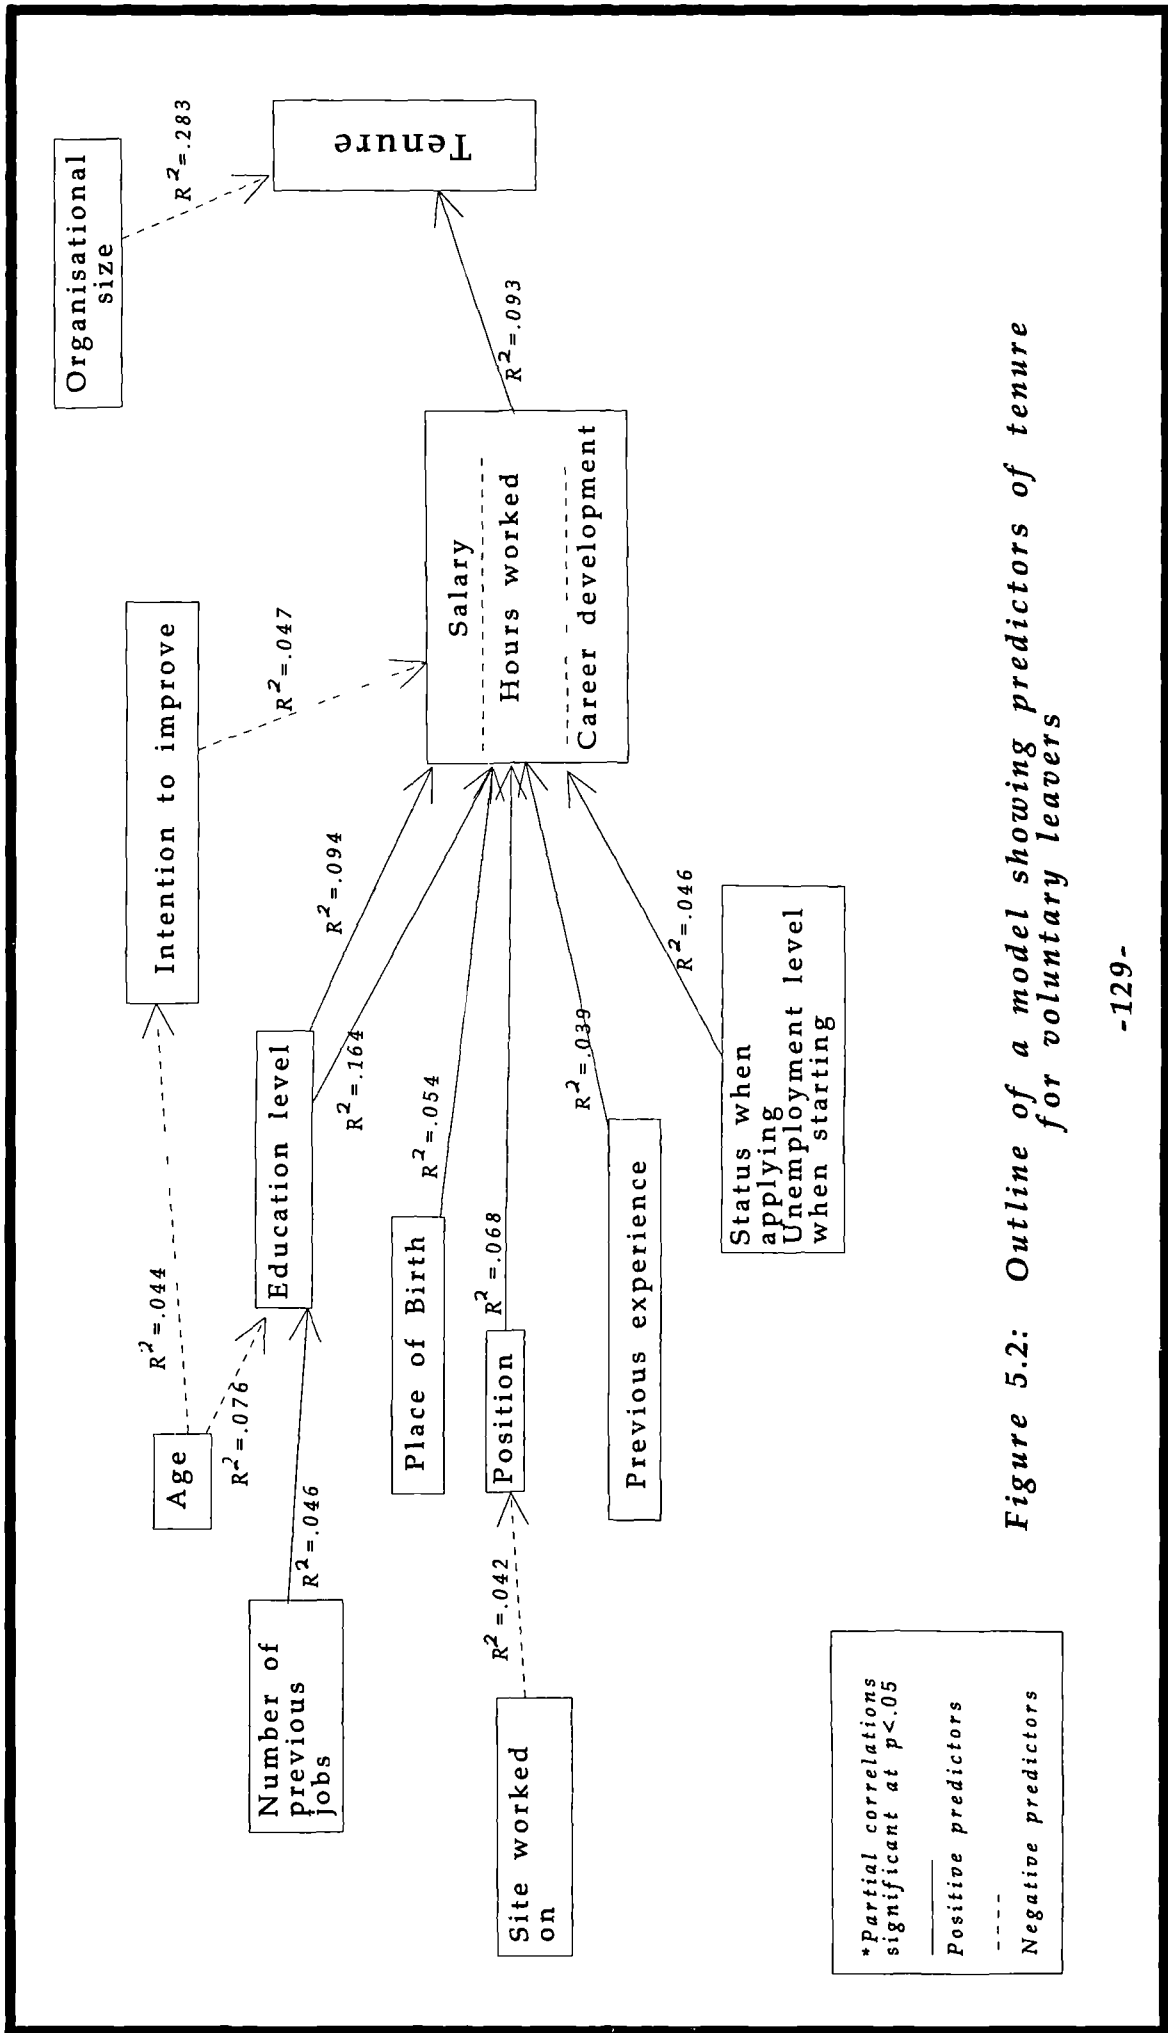 Organisational
size
R²=.283
Tenure
Intention to improve
R²=.047
R²=.093
Salary
Hours worked
Career development
Age
R²=.044
R²=.076
Education level
R²=.094
R²=.164
Number of
previous
jobs
R²=.046
Place of Birth
R²=.054
Position
R²=.068
Site worked
on
R²=.042
Previous experience
R²=.039
Status when
applying
Unemployment level
when starting
R²=.046
*Partial correlations
significant at p<.05
Positive predictors
Negative predictors
Figure 5.2: Outline of a model showing predictors of tenure
for voluntary leavers
-129-